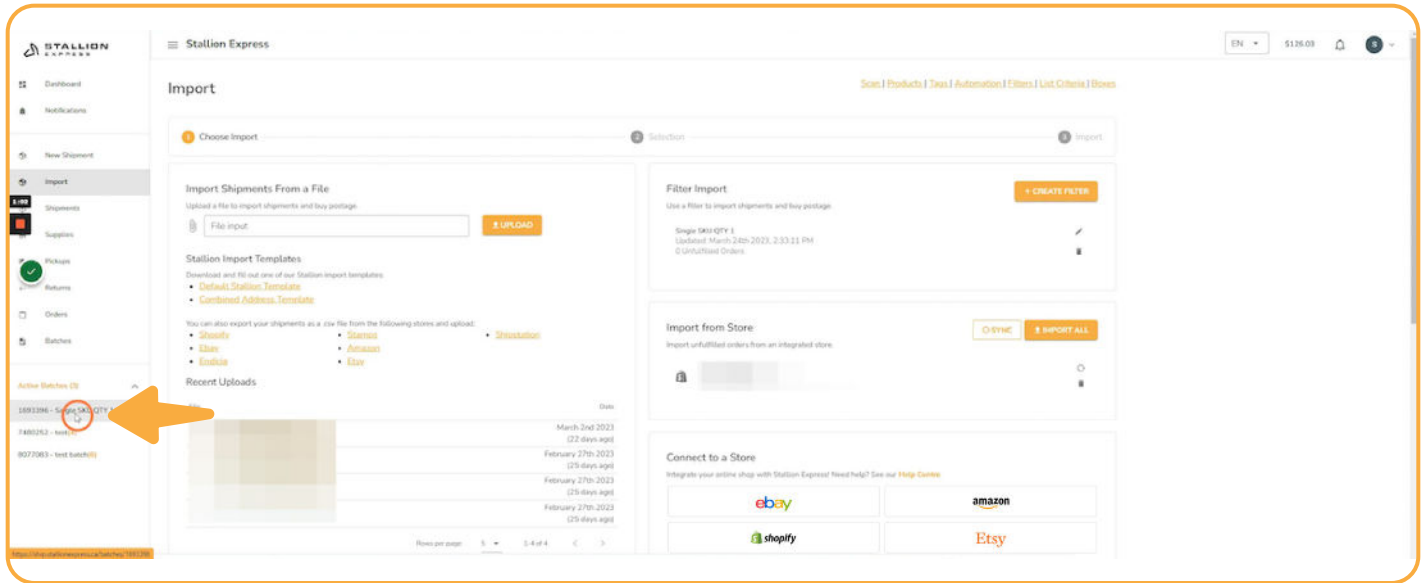 STALLION
EXPRESS
Stallion Express
EN
$126.03
S
Dashboard
Notifications
New Shipment
Import
Shipments
Supplies
Pickups
Returns
Orders
Batches
Active Batches (3)
1693396 - Single SKU QTY
7480252 - test
8077083 - test batch(6)
Import
Scan | Products | Tags | Automation | Filters | List Criteria | Boxes
1 Choose Import
2 Selection
3 Import
Import Shipments From a File
Upload a file to import shipments and buy postage.
File input
UPLOAD
Stallion Import Templates
Download and fill out one of our Stallion import templates:
Default Stallion Template
Combined Address Template
You can also export your shipments as a .csv file from the following stores and upload:
Shopify
Stamps
Shipstation
Ebay
Amazon
Endicia
Etsy
Recent Uploads
Date
March 2nd 2023
(22 days ago)
February 27th 2023
(25 days ago)
February 27th 2023
(25 days ago)
February 27th 2023
(25 days ago)
Rows per page: 5 1-4 of 4
Filter Import
+ CREATE FILTER
Use a filter to import shipments and buy postage.
Single SKU QTY 1
Updated: March 24th 2023, 2:33:11 PM
0 Unfulfilled Orders
Import from Store
SYNC
IMPORT ALL
Import unfulfilled orders from an integrated store.
Connect to a Store
Integrate your online shop with Stallion Express! Need help? See our Help Centre
ebay
amazon
shopify
Etsy